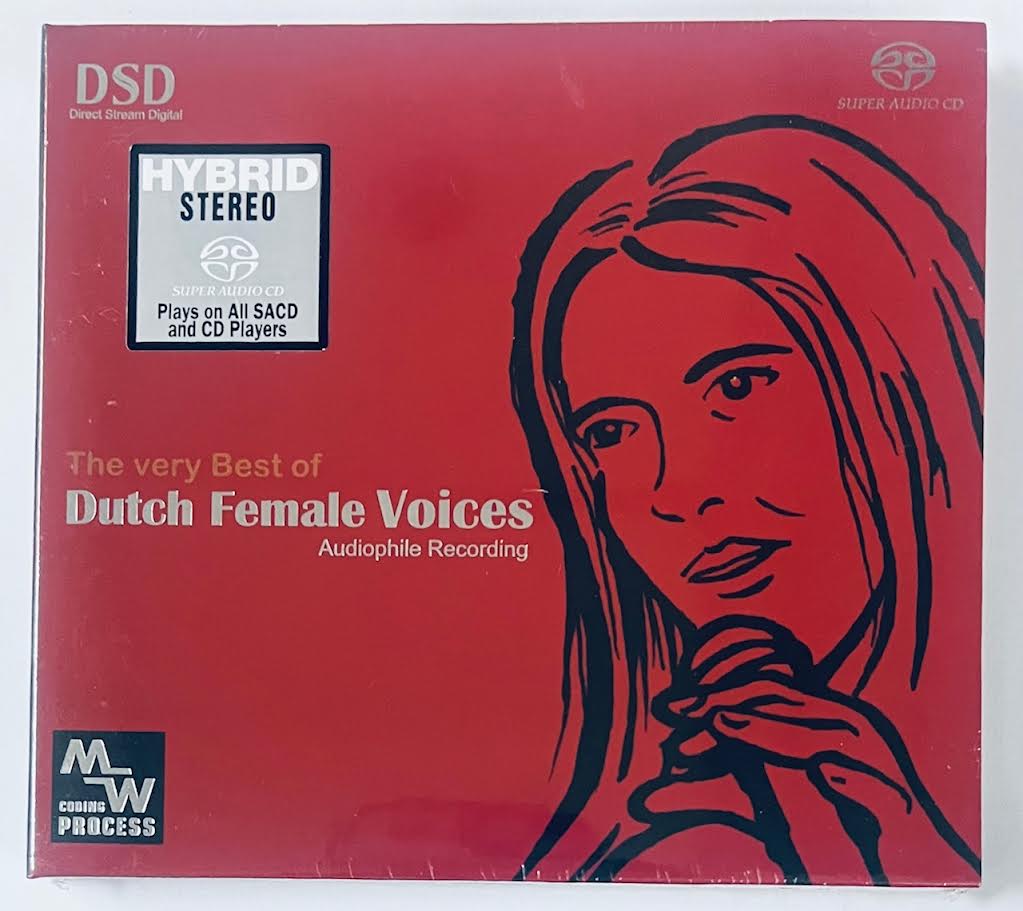 DSD
Direct Stream Digital
SUPER AUDIO CD
HYBRID
STEREO
SUPER AUDIO CD
Plays on All SACD
and CD Players
The very Best of
Dutch Female Voices
Audiophile Recording
MW
CODING
PROCESS